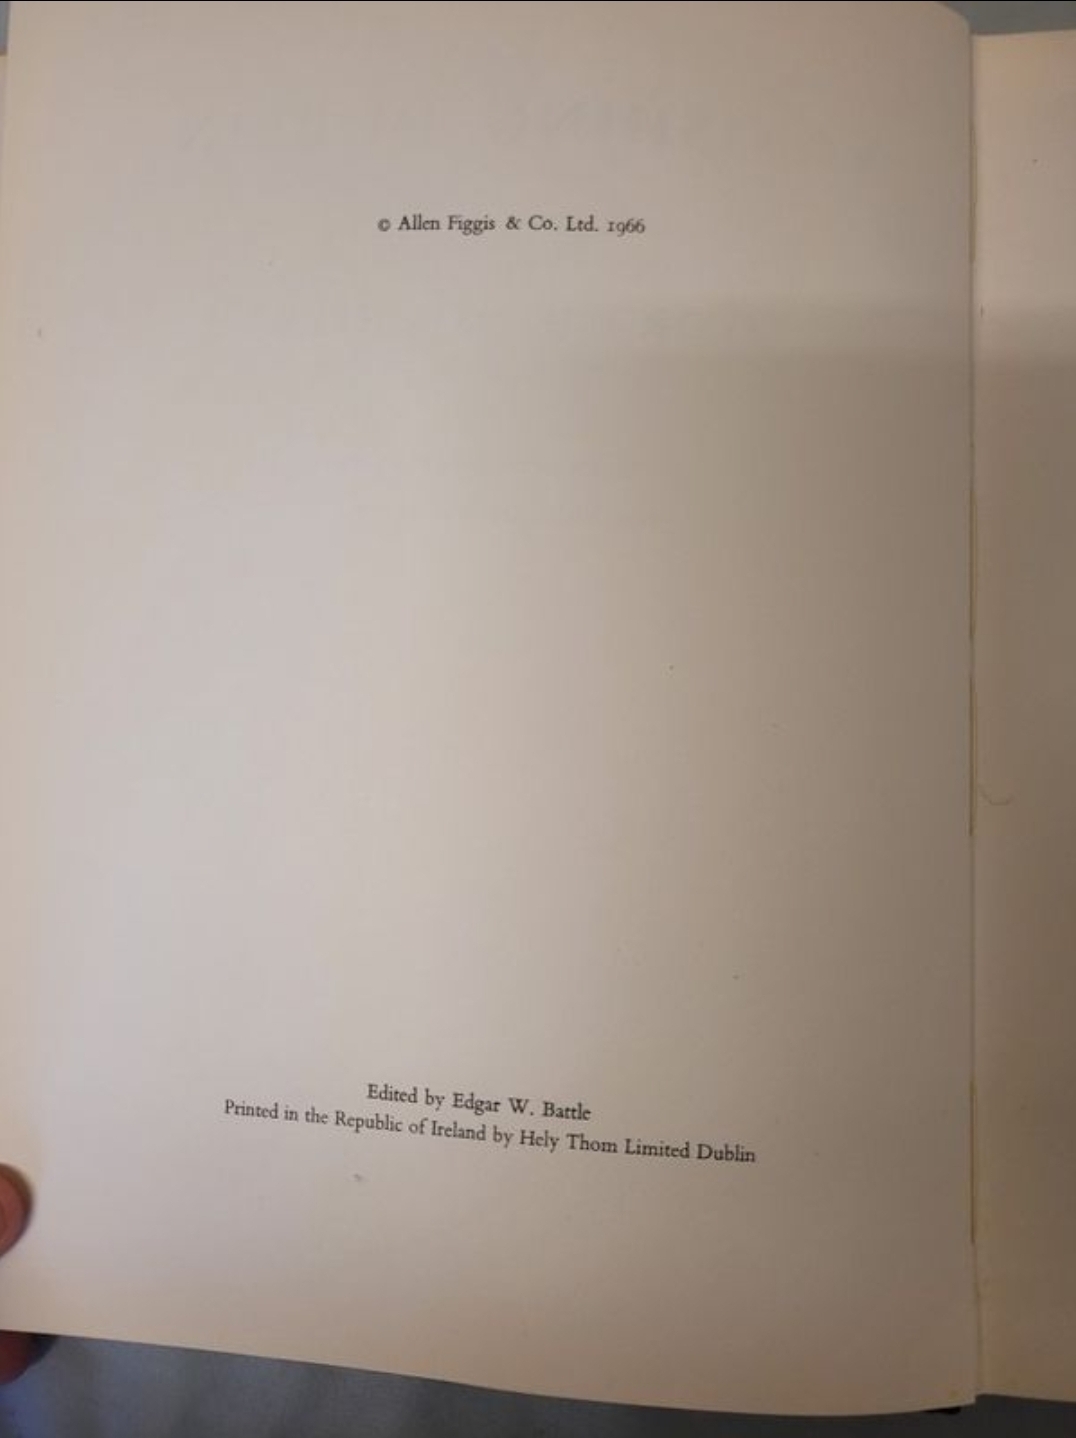 © Allen Figgis & Co. Ltd. 1966
Edited by Edgar W. Battle
Printed in the Republic of Ireland by Hely Thom Limited Dublin